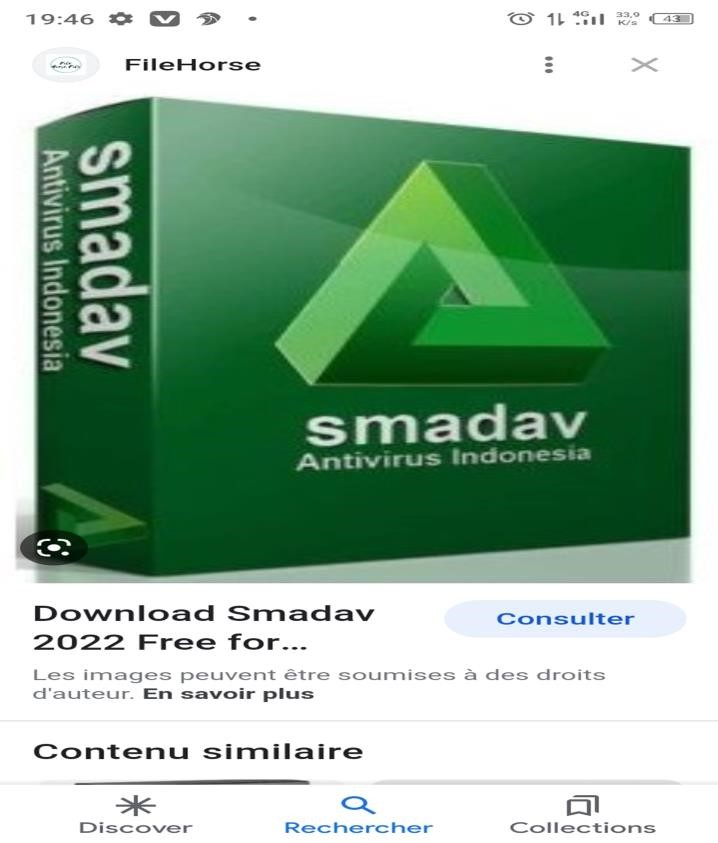 19:46
4G
33,9
K/s
43
FileHorse
smadav
Antivirus Indonesia
smadav
Antivirus Indonesia
Download Smadav
2022 Free for...
Consulter
Les images peuvent être soumises à des droits
d'auteur. En savoir plus
Contenu similaire
Discover
Rechercher
Collections